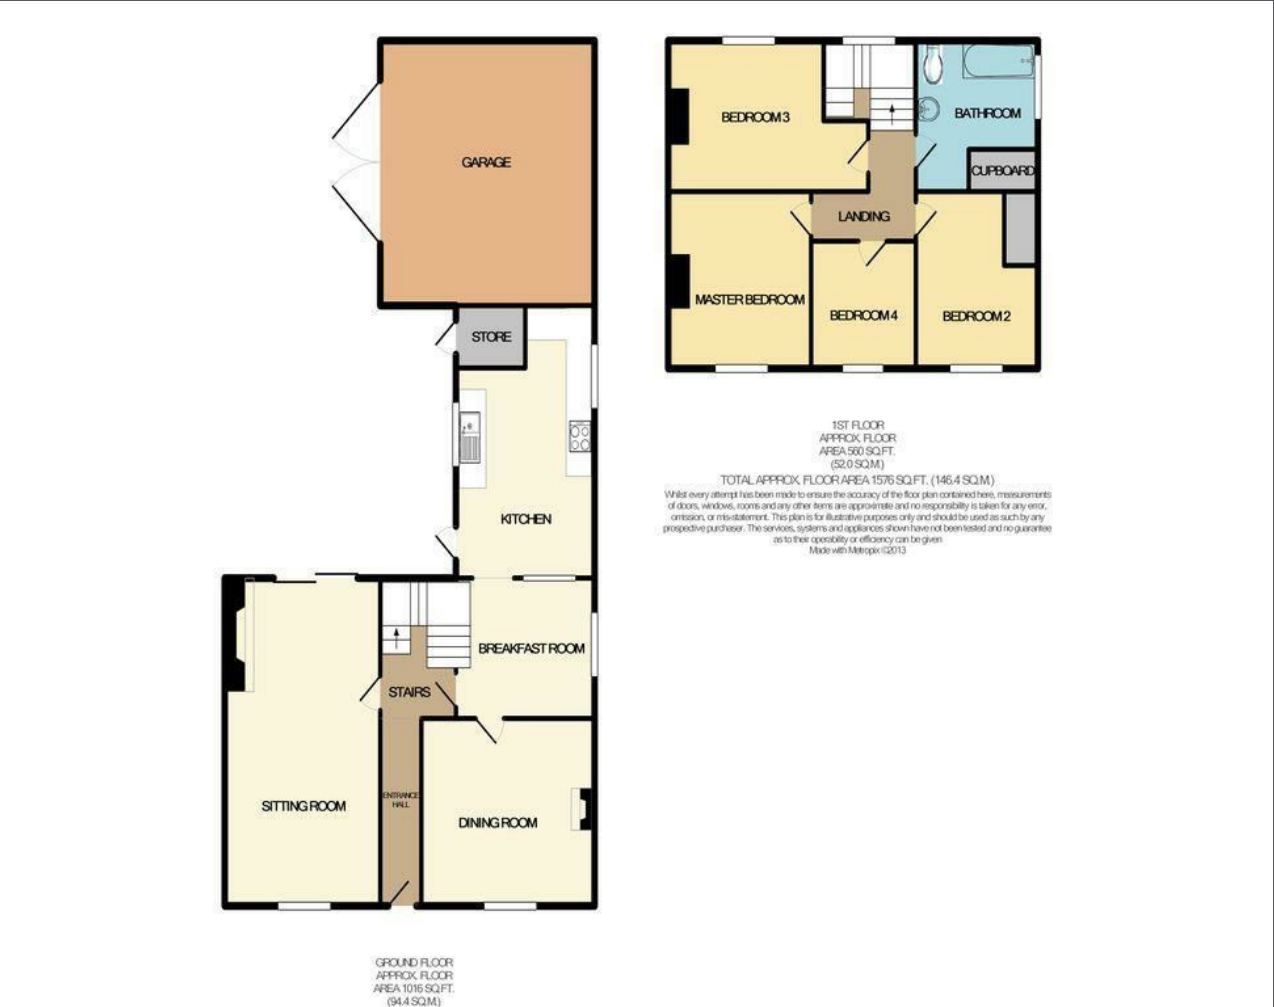 GARAGE
STORE
KITCHEN
BREAKFAST ROOM
STAIRS
SITTING ROOM
ENTRANCE
HALL
DINING ROOM
GROUND FLOOR
APPROX. FLOOR
AREA 1016 SQ.FT.
(94.4 SQ.M.)
BEDROOM 3
BATHROOM
CUPBOARD
LANDING
MASTER BEDROOM
BEDROOM 4
BEDROOM 2
1ST FLOOR
APPROX. FLOOR
AREA 560 SQ.FT.
(52.0 SQ.M.)
TOTAL APPROX. FLOOR AREA 1576 SQ.FT. (146.4 SQ.M.)
Whilst every attempt has been made to ensure the accuracy of the floor plan contained here, measurements
of doors, windows, rooms and any other items are approximate and no responsibility is taken for any error,
omission, or mis-statement. This plan is for illustrative purposes only and should be used as such by any
prospective purchaser. The services, systems and appliances shown have not been tested and no guarantee
as to their operability or efficiency can be given
Made with Metropix ©2013